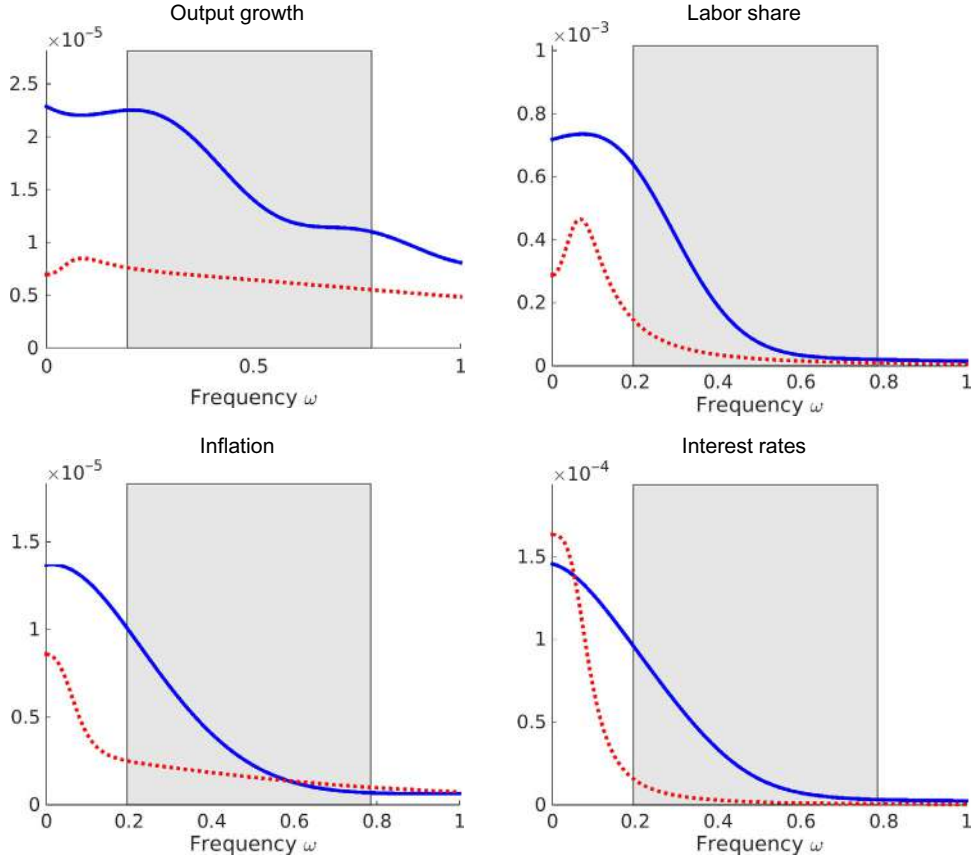 Output growth
×10⁻⁵
2.5
2
1.5
1
0.5
0
0 0.5 1
Frequency ω
Labor share
×10⁻³
1
0.8
0.6
0.4
0.2
0
0 0.2 0.4 0.6 0.8 1
Frequency ω
Inflation
×10⁻⁵
1.5
1
0.5
0
0 0.2 0.4 0.6 0.8 1
Frequency ω
Interest rates
×10⁻⁴
1.5
1
0.5
0
0 0.2 0.4 0.6 0.8 1
Frequency ω